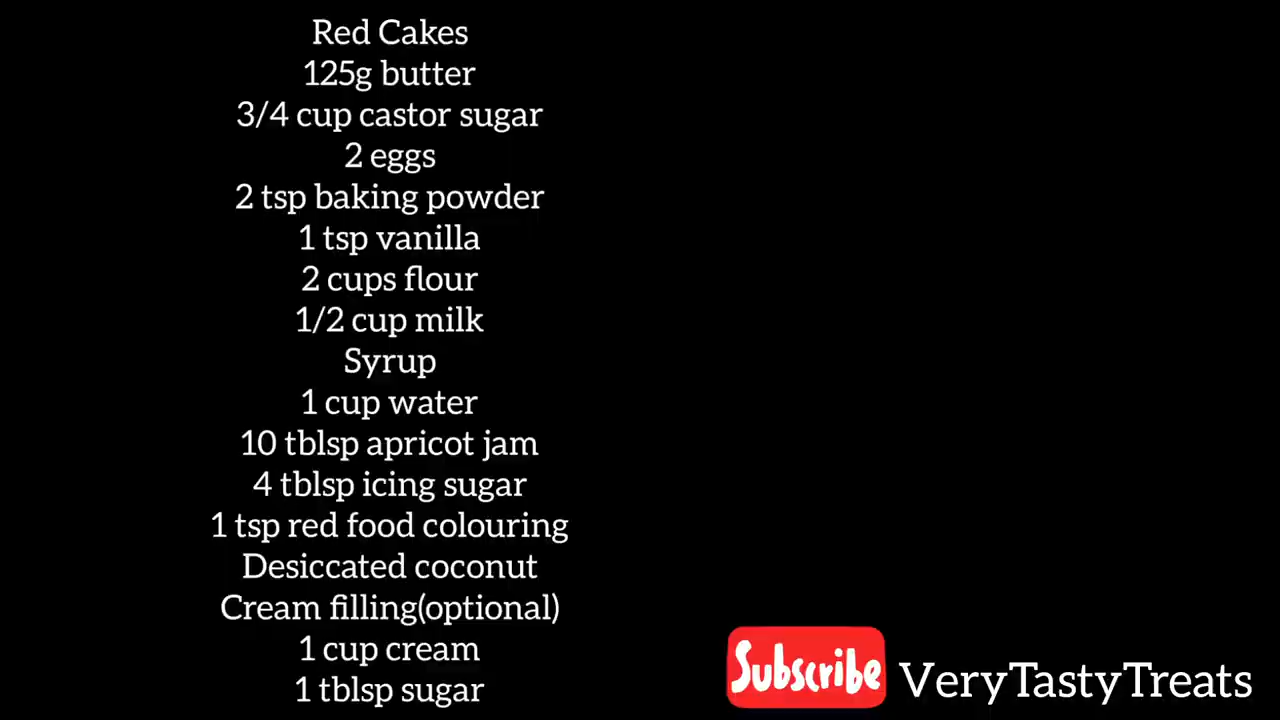 Red Cakes
125g butter
3/4 cup castor sugar
2 eggs
2 tsp baking powder
1 tsp vanilla
2 cups flour
1/2 cup milk
Syrup
1 cup water
10 tblsp apricot jam
4 tblsp icing sugar
1 tsp red food colouring
Desiccated coconut
Cream filling(optional)
1 cup cream
1 tblsp sugar
Subscribe VeryTastyTreats